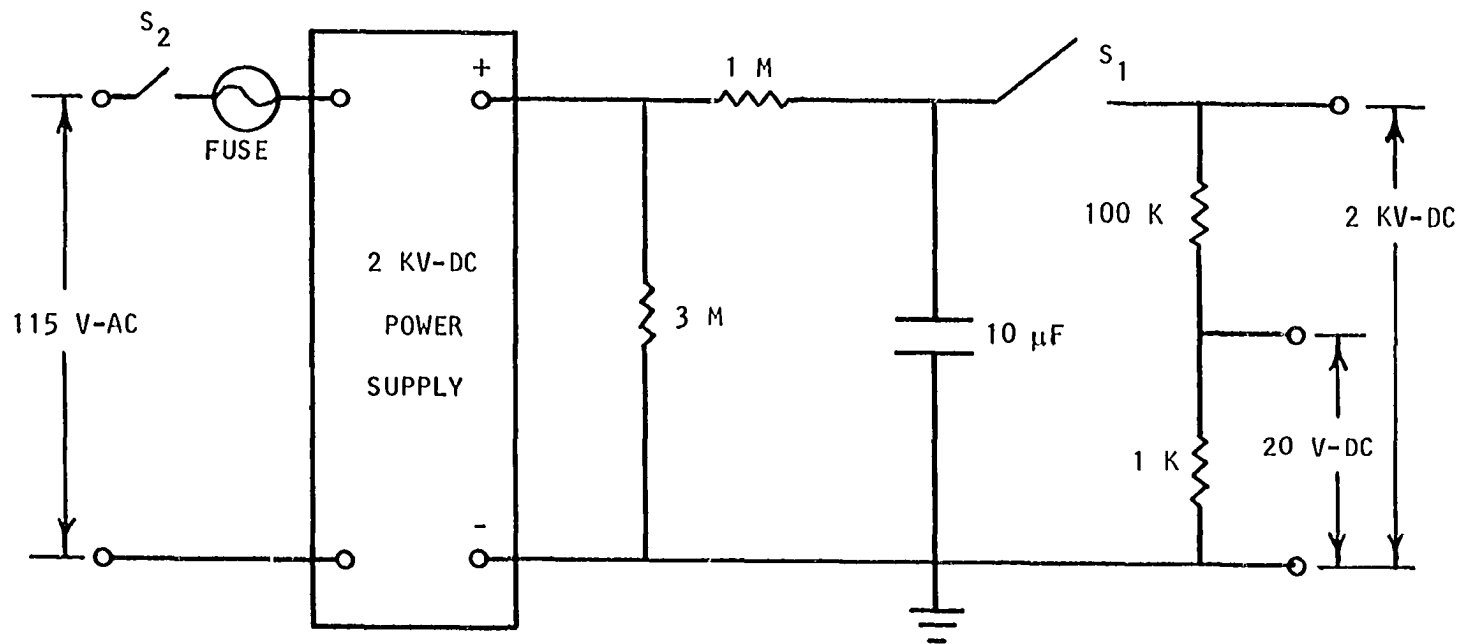 S2
FUSE
115 V-AC
+
2 KV-DC
POWER
SUPPLY
-
1 M
3 M
10 μF
S1
100 K
1 K
2 KV-DC
20 V-DC